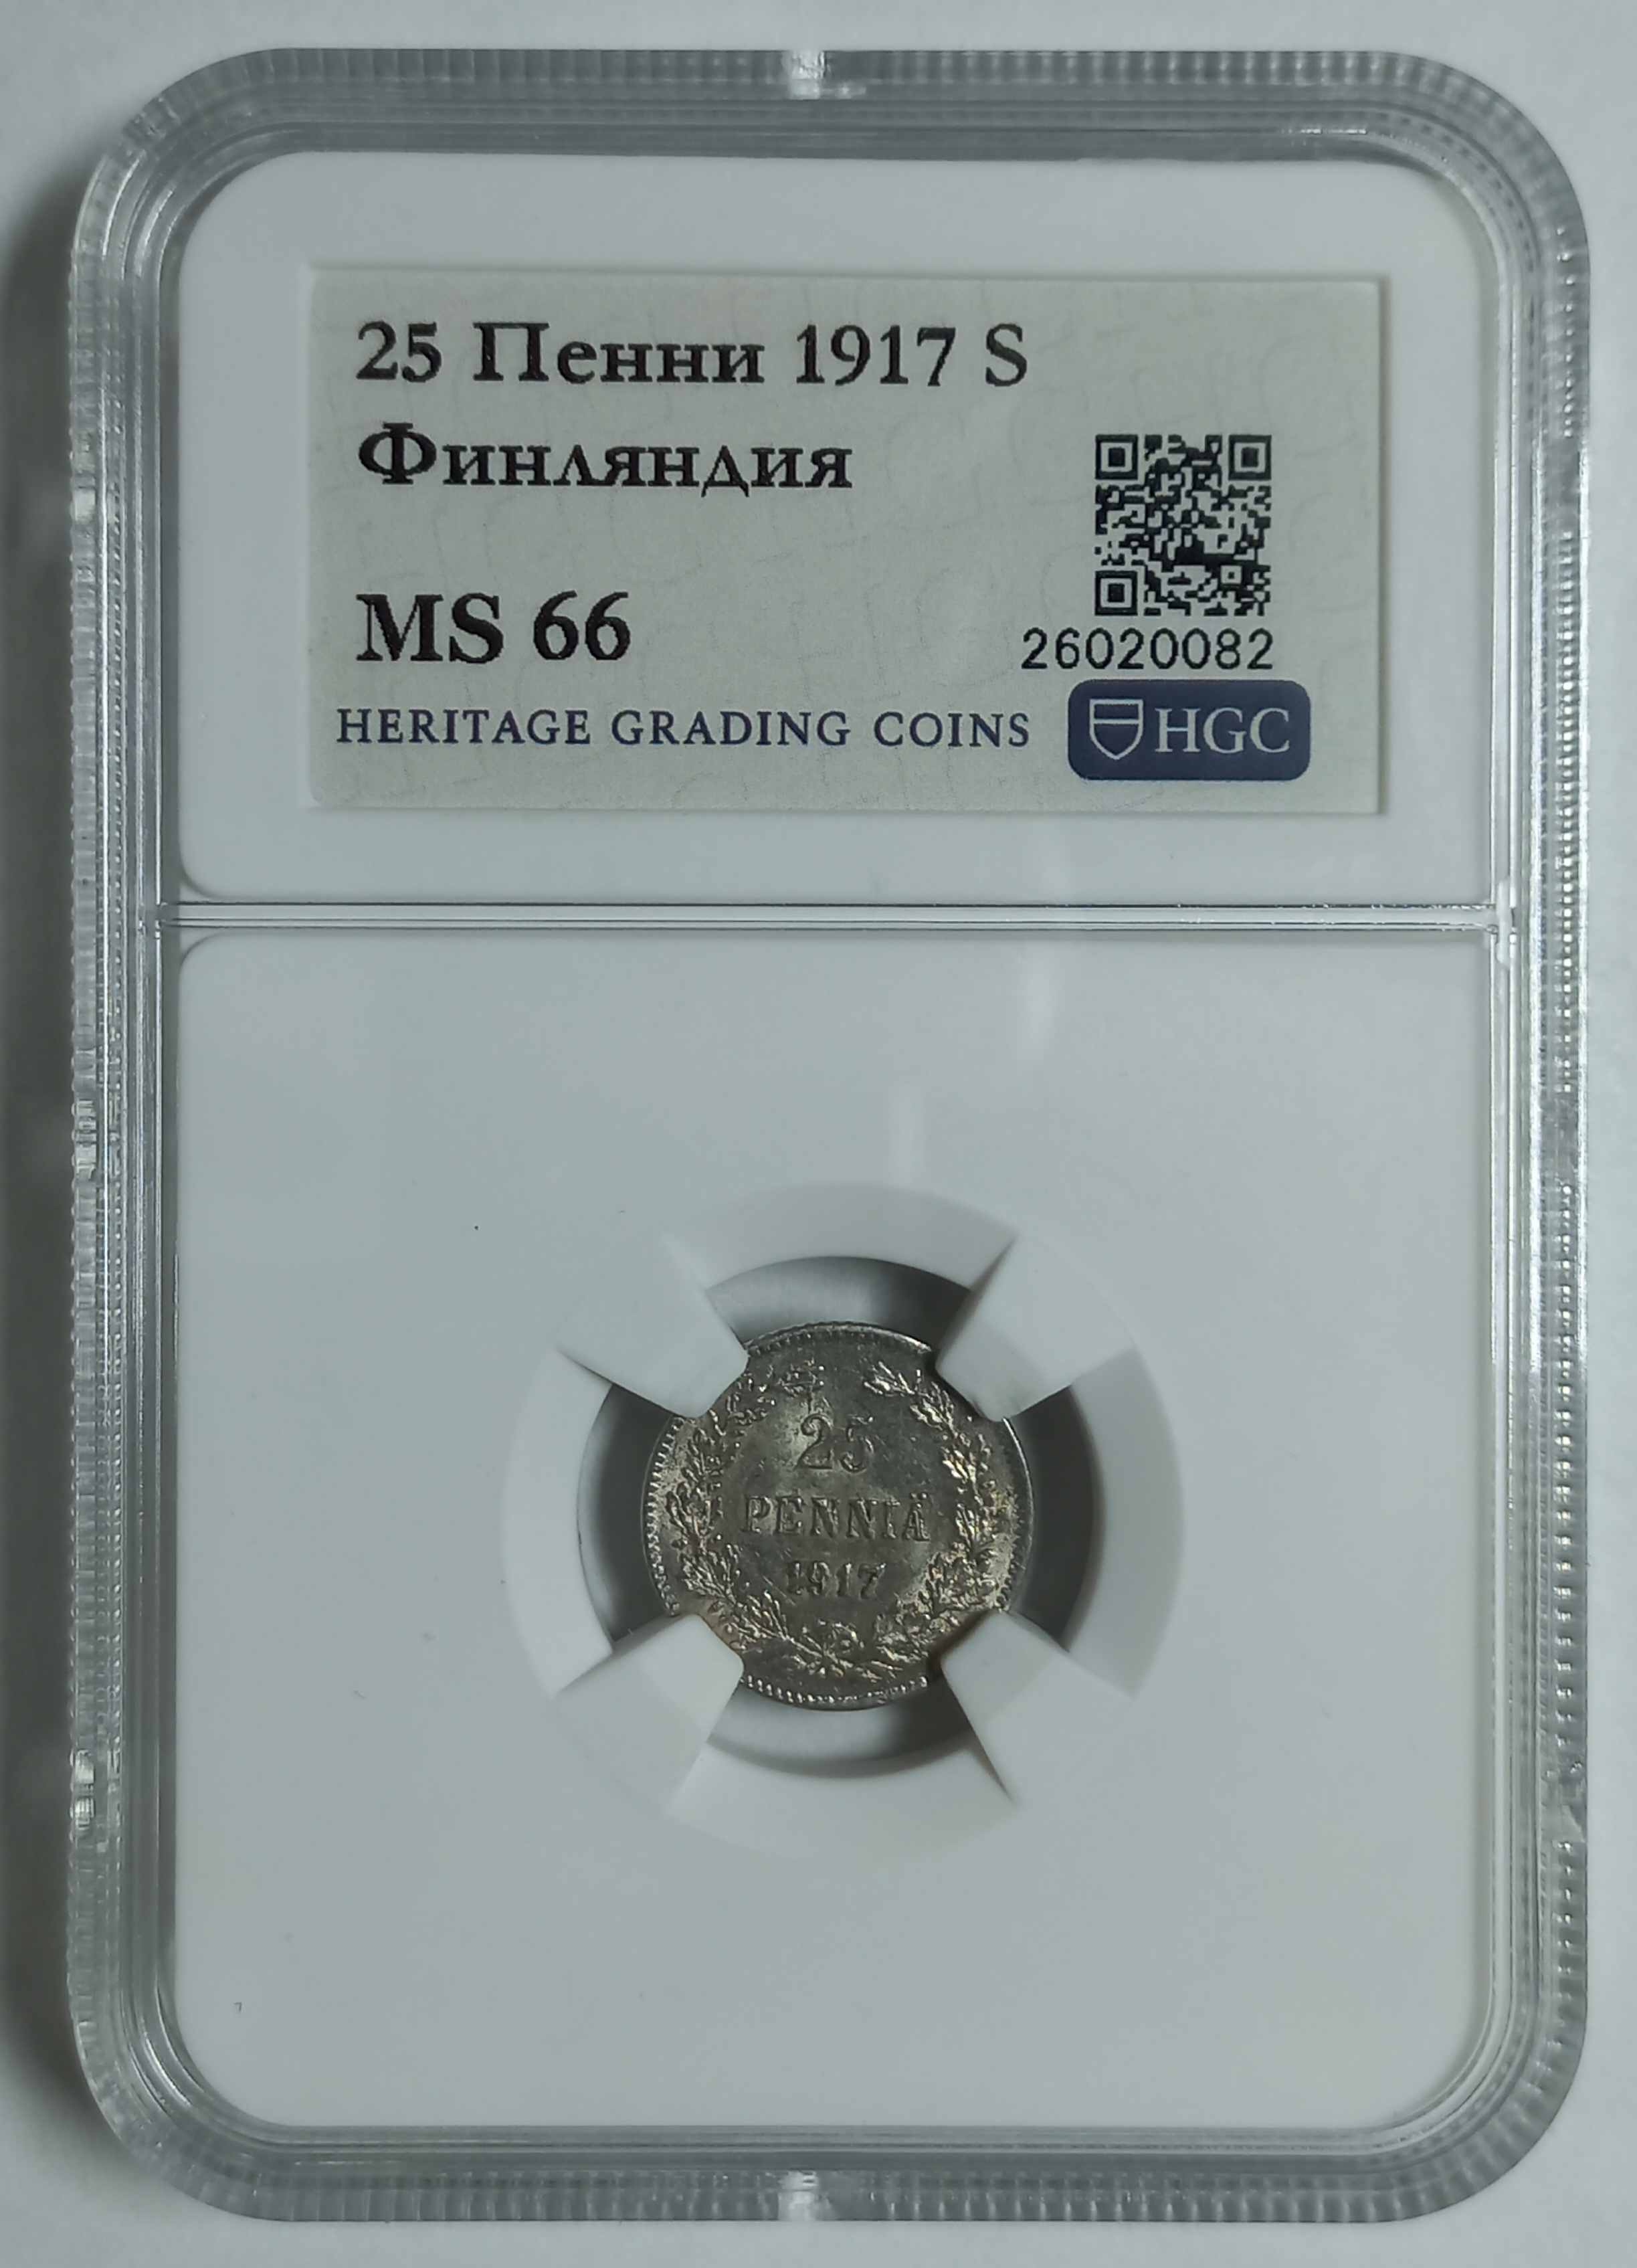 25 Пенни 1917 S
Финляндия
MS 66
26020082
HERITAGE GRADING COINS
HGC
25
PENNIÄ
1917